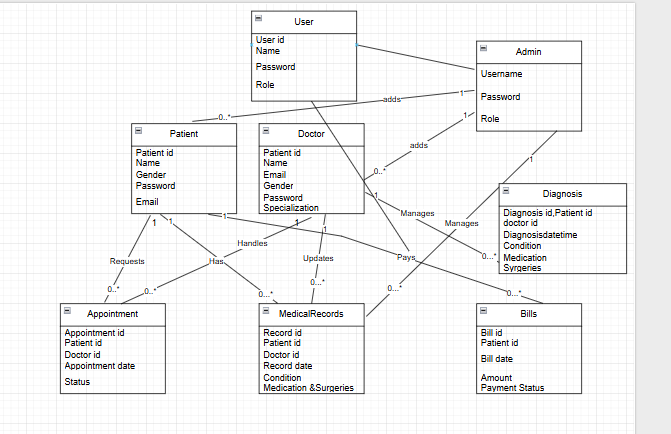 User
User id
Name
Password
Role
Admin
Username
Password
Role
adds
1
0..*
1
adds
0..*
1
Patient
Patient id
Name
Gender
Password
Email
Doctor
Patient id
Name
Email
Gender
Password
Specialization
Diagnosis
Diagnosis id,Patient id
doctor id
Diagnosisdatetime
Condition
Medication
Syrgeries
1
Manages
0...*
Manages
0...*
1
1
1
1
1
Handles
Requests
Has
Updates
Pays
0..*
0..*
0...*
0...*
0...*
Appointment
Appointment id
Patient id
Doctor id
Appointment date
Status
MedicalRecords
Record id
Patient id
Doctor id
Record date
Condition
Medication &Surgeries
Bills
Bill id
Patient id
Bill date
Amount
Payment Status